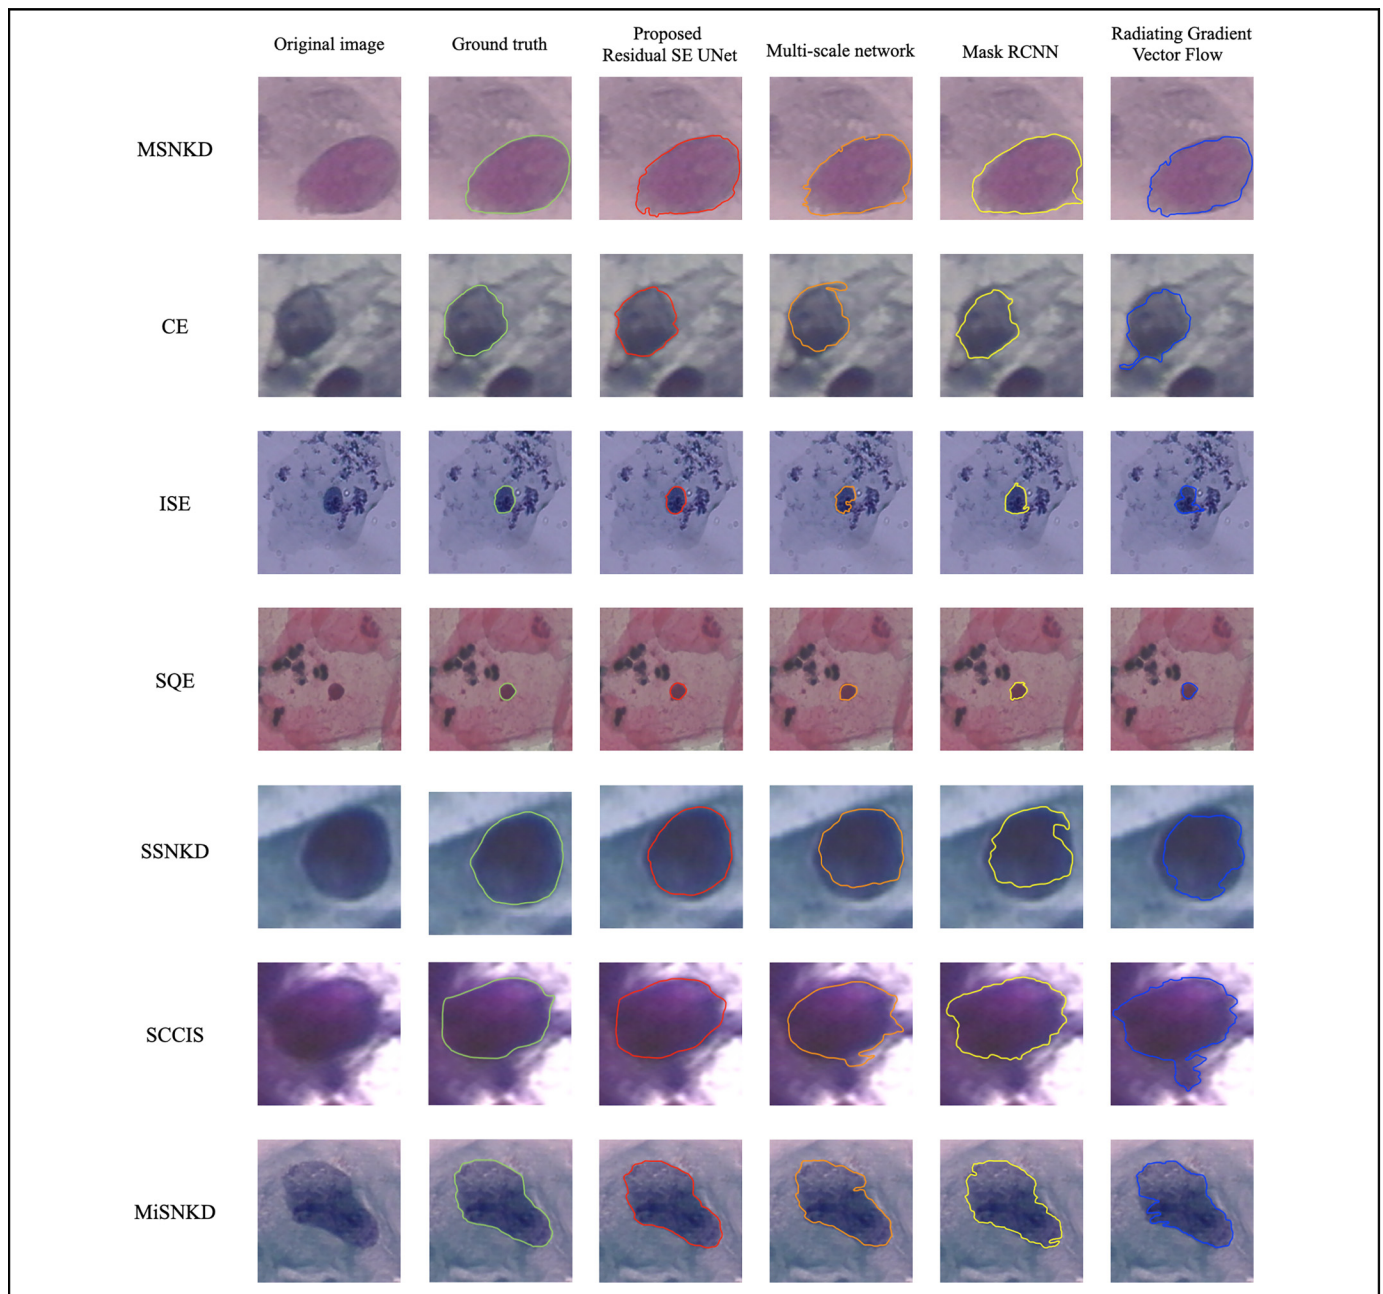 Original image
Ground truth
Proposed
Residual SE UNet
Multi-scale network
Mask RCNN
Radiating Gradient
Vector Flow
MSNKD
CE
ISE
SQE
SSNKD
SCCIS
MiSNKD